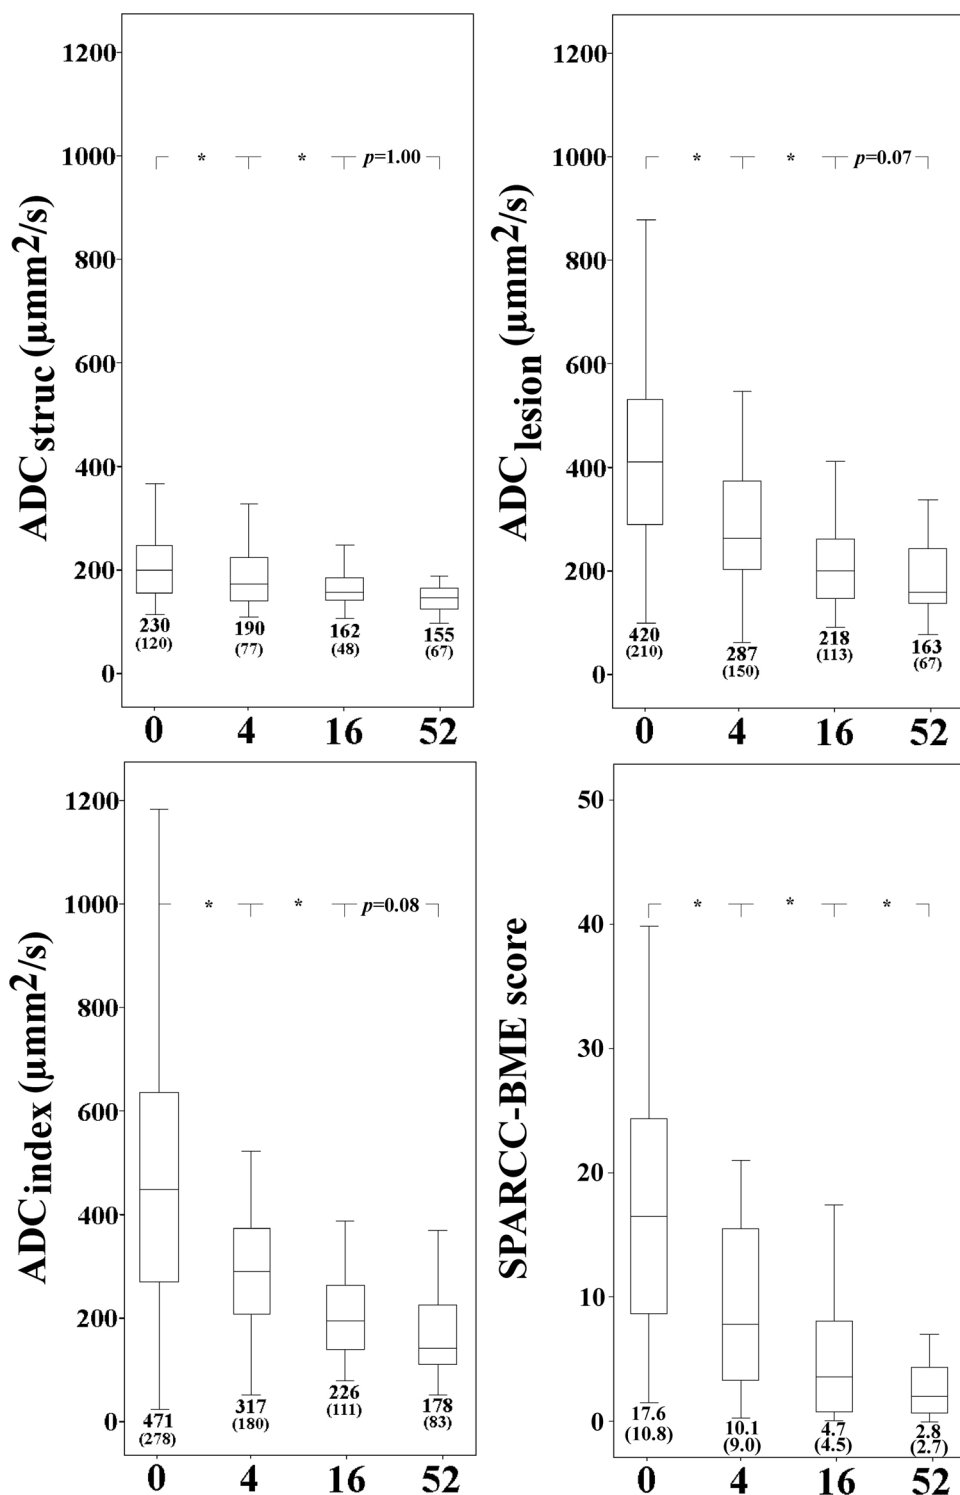 ADCstruc (µmm2/s)
1200
1000
800
600
400
200
0
* * p=1.00
230 190 162 155
(120) (77) (48) (67)
0 4 16 52
ADClesion (µmm2/s)
1200
1000
800
600
400
200
0
* * p=0.07
420 287 218 163
(210) (150) (113) (67)
0 4 16 52
ADCindex (µmm2/s)
1200
1000
800
600
400
200
0
* * p=0.08
471 317 226 178
(278) (180) (111) (83)
0 4 16 52
SPARCC-BME score
50
40
30
20
10
0
* * *
17.6 10.1 4.7 2.8
(10.8) (9.0) (4.5) (2.7)
0 4 16 52